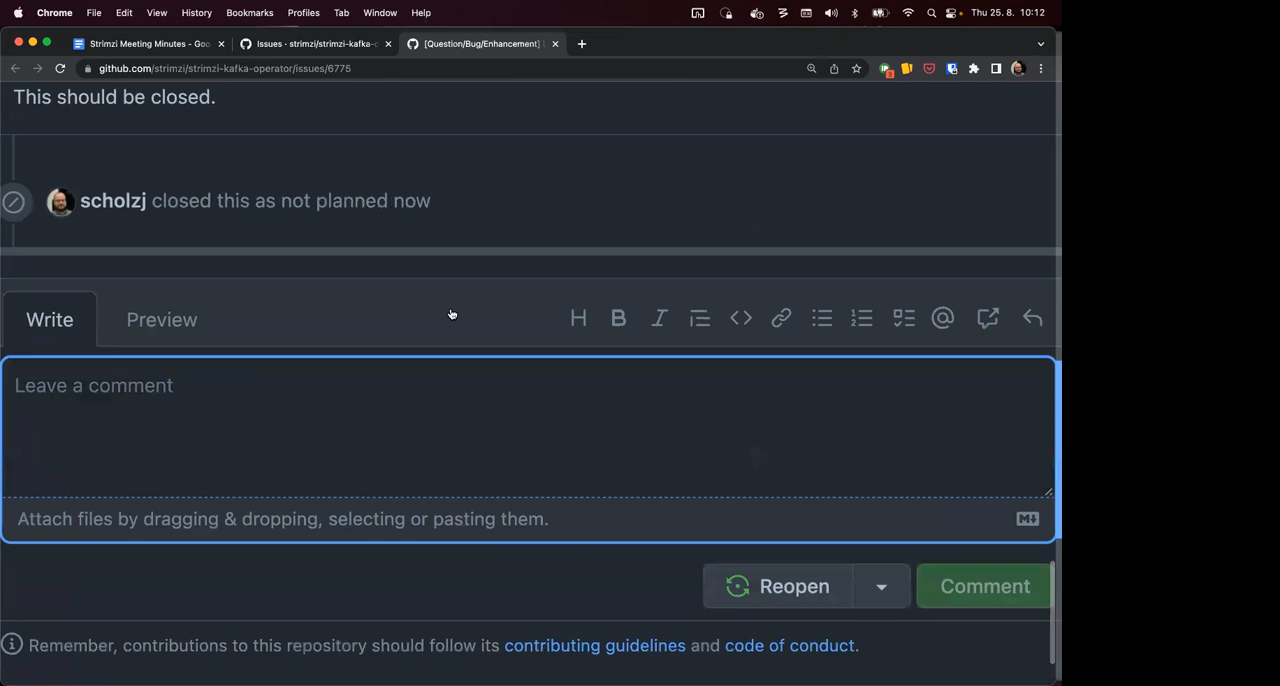 Chrome File Edit View History Bookmarks Profiles Tab Window Help Thu 25. 8. 10:12
Strimzi Meeting Minutes - Goo Issues · strimzi/strimzi-kafka- [Question/Bug/Enhancement]
github.com/strimzi/strimzi-kafka-operator/issues/6775
3
This should be closed.
scholzj closed this as not planned now
Write Preview
Leave a comment
Attach files by dragging & dropping, selecting or pasting them.
Reopen Comment
Remember, contributions to this repository should follow its contributing guidelines and code of conduct.